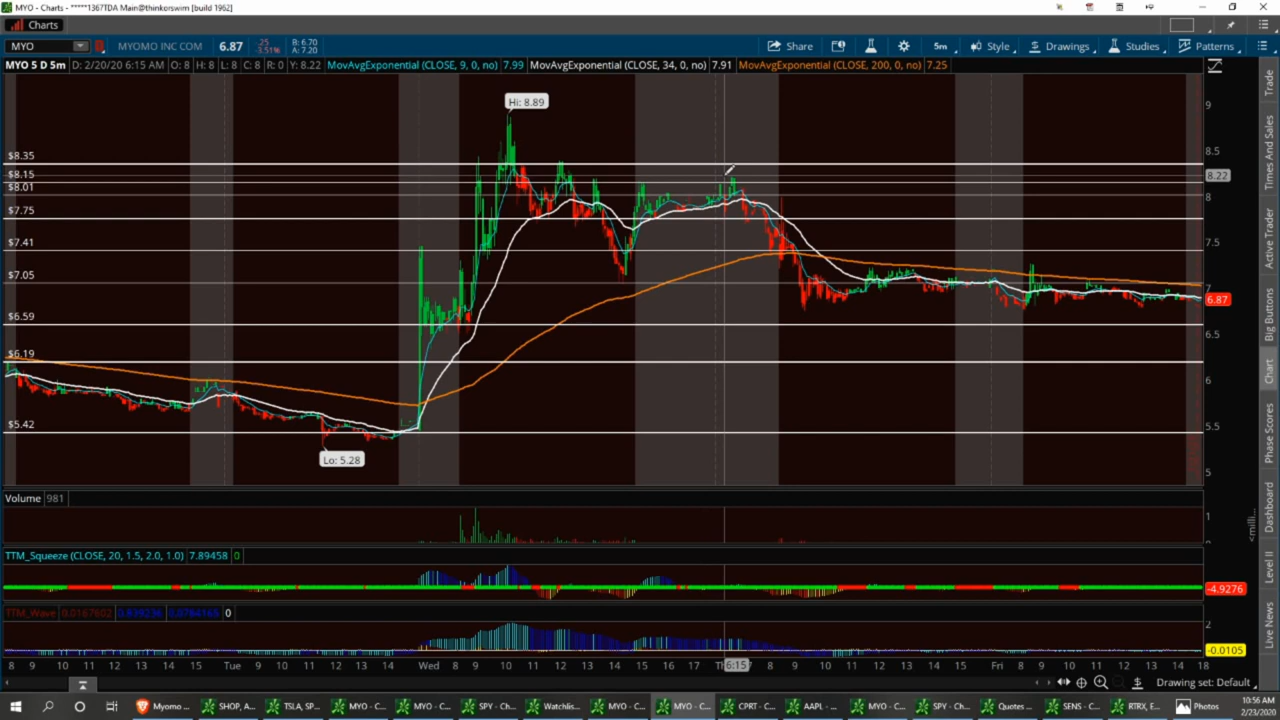 MYO - Charts - *****1367TDA Main@thinkorswim [build 1962]
Charts
MYO MYOMO INC COM 6.87 -.25 -3.51% B: 6.70 A: 7.20 Share 5m Style Drawings Studies Patterns
MYO 5 D 5m D: 2/20/20 6:15 AM O: 8 H: 8 L: 8 C: 8 R: 0 Y: 8.22 MovAvgExponential (CLOSE, 9, 0, no) 7.99 MovAvgExponential (CLOSE, 34, 0, no) 7.91 MovAvgExponential (CLOSE, 200, 0, no) 7.25
Hi: 8.89
9
8.5
$8.35
$8.15
8.22
$8.01
8
$7.75
$7.41
7.5
$7.05
7
6.87
$6.59
6.5
$6.19
6
$5.42
5.5
Lo: 5.28
5
Volume 981
1
0
TTM_Squeeze (CLOSE, 20, 1.5, 2.0, 1.0) 7.89458 0
-4.9276
TTM_Wave 0.0167602 0.899236 0.0784165 0
2
-0.0105
8 9 10 11 12 13 14 15 Tue 9 10 11 12 13 14 Wed 8 9 10 11 12 13 14 15 16 17 6:15 8 9 10 11 12 13 14 15 Fri 8 9 10 11 12 13 14 18
Drawing set: Default
Trade
Times And Sales
Active Trader
Big Buttons
Chart
Phase Scores
Dashboard
Level II
Live News
Myomo ... SHOP, A... TSLA, SP... MYO - C... MYO - C... SPY - Ch... Watchlis... MYO - C... MYO - C... CPRT - C... AAPL - ... MYO - C... SPY - Ch... Quotes ... SENS - C... RTRX, E... Photos
10:56 AM
2/23/2020